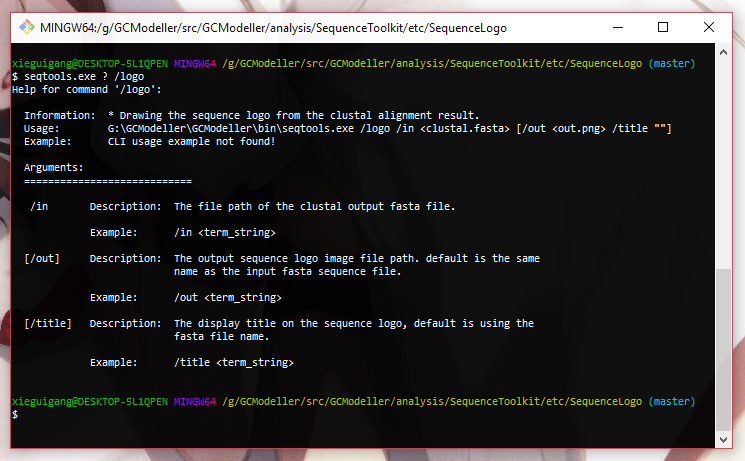 MINGW64:/g/GCModeller/src/GCModeller/analysis/SequenceToolkit/etc/SequenceLogo
xieguigang@DESKTOP-5L1QPEN MINGW64 /g/GCModeller/src/GCModeller/analysis/SequenceToolkit/etc/SequenceLogo (master)
$ seqtools.exe ? /logo
Help for command '/logo':
Information: * Drawing the sequence logo from the clustal alignment result.
Usage: G:\GCModeller\GCModeller\bin\seqtools.exe /logo /in <clustal.fasta> [/out <out.png> /title ""]
Example: CLI usage example not found!
Arguments:
============================
/in Description: The file path of the clustal output fasta file.
Example: /in <term_string>
[/out] Description: The output sequence logo image file path. default is the same
name as the input fasta sequence file.
Example: /out <term_string>
[/title] Description: The display title on the sequence logo, default is using the
fasta file name.
Example: /title <term_string>
xieguigang@DESKTOP-5L1QPEN MINGW64 /g/GCModeller/src/GCModeller/analysis/SequenceToolkit/etc/SequenceLogo (master)
$